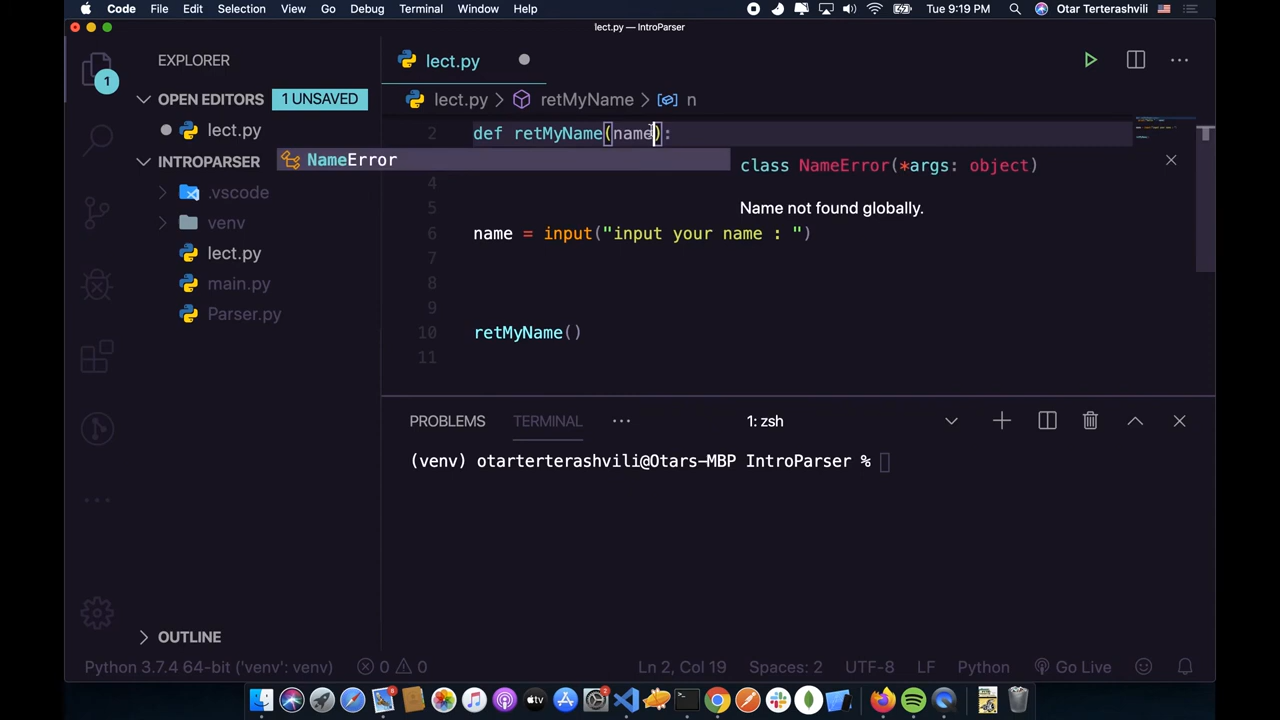 Code File Edit Selection View Go Debug Terminal Window Help Tue 9:19 PM Otar Terterashvili
lect.py — IntroParser
EXPLORER
1
OPEN EDITORS 1 UNSAVED
lect.py
INTROPARSER
.vscode
venv
lect.py
main.py
Parser.py
OUTLINE
lect.py
lect.py > retMyName > n
2 def retMyName(name):
NameError
class NameError(*args: object)
Name not found globally.
4
5
6 name = input("input your name : ")
7
8
9
10 retMyName()
11
PROBLEMS TERMINAL ··· 1: zsh
(venv) otarterterashvili@Otars-MBP IntroParser %
Python 3.7.4 64-bit ('venv': venv) 0 0 Ln 2, Col 19 Spaces: 2 UTF-8 LF Python Go Live